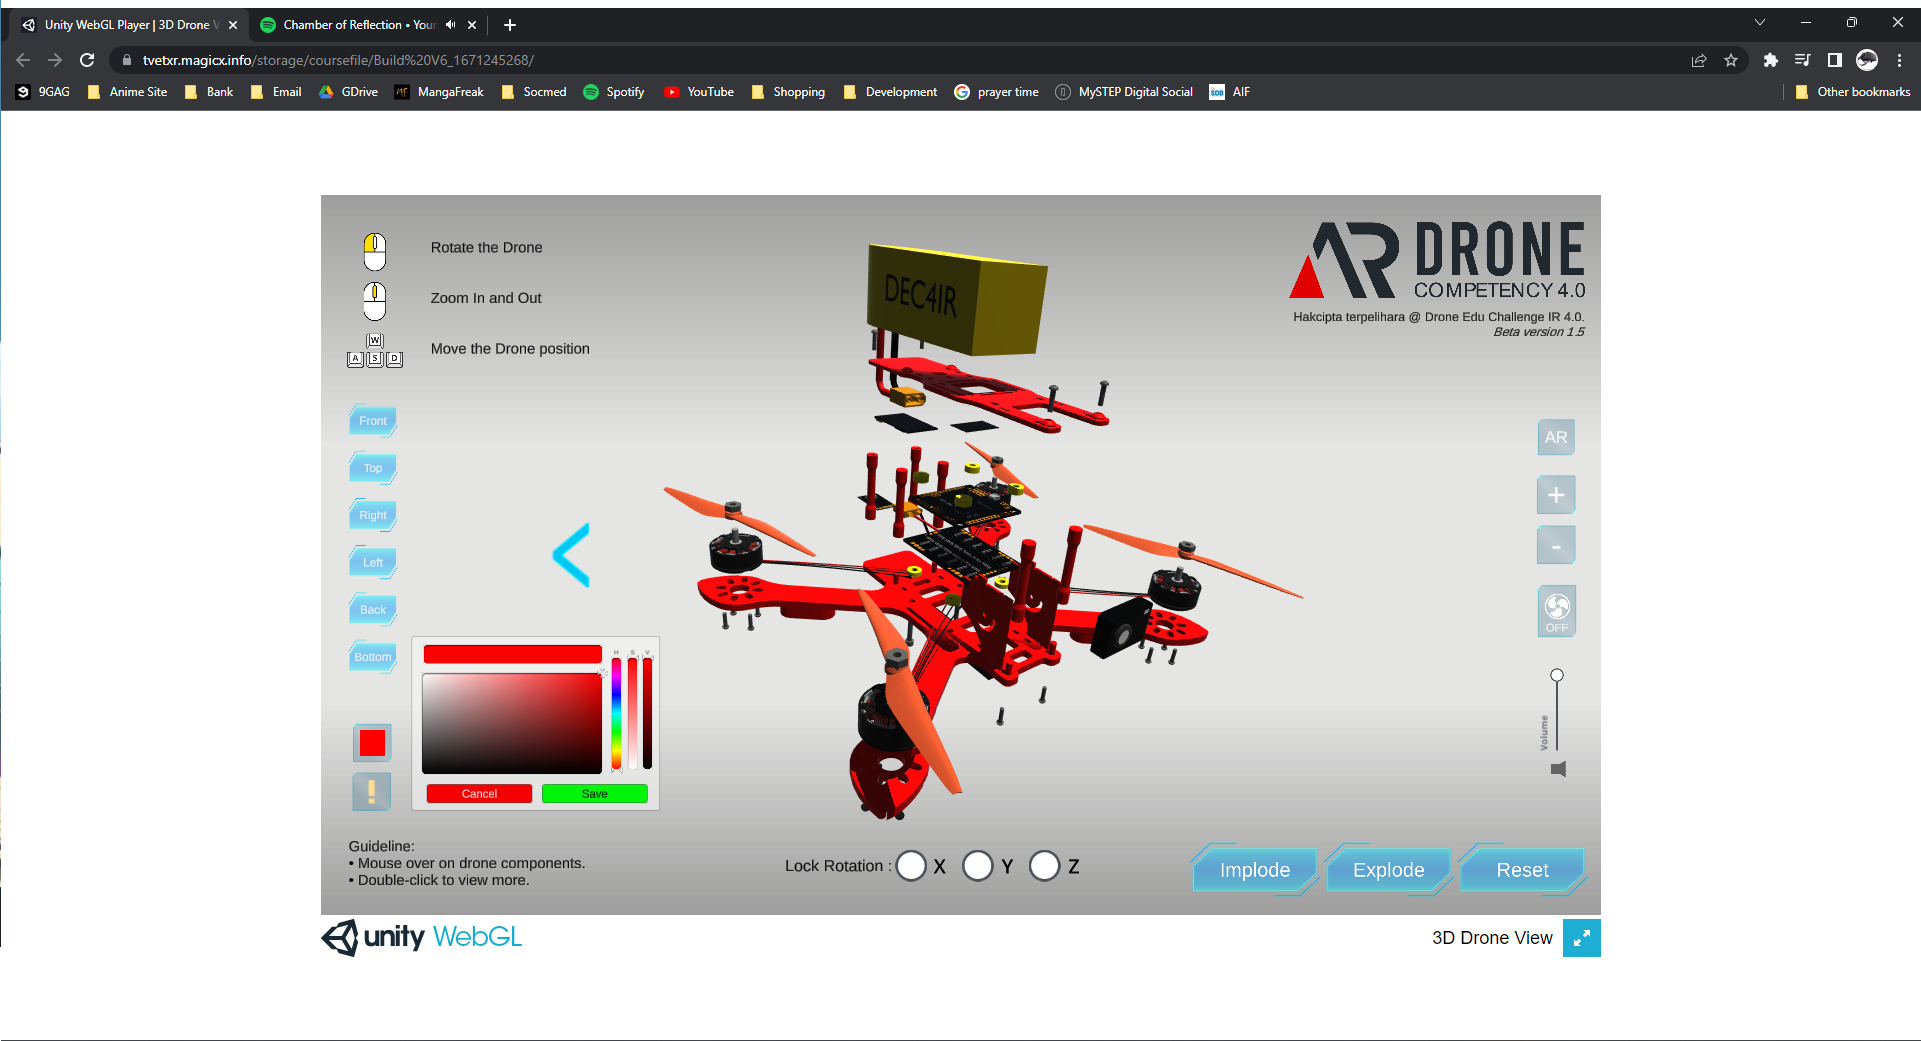 Unity WebGL Player | 3D Drone V
Chamber of Reflection • Your
tvetxr.magicx.info/storage/coursefile/Build%20V6_1671245268/
9GAG
Anime Site
Bank
Email
GDrive
MangaFreak
Socmed
Spotify
YouTube
Shopping
Development
prayer time
MySTEP Digital Social
AIF
Other bookmarks
Rotate the Drone
Zoom In and Out
W
A S D
Move the Drone position
DEC4IR
AR DRONE
COMPETENCY 4.0
Hakcipta terpelihara @ Drone Edu Challenge IR 4.0.
Beta version 1.5
Front
Top
Right
Left
Back
Bottom
H S V
Cancel
Save
AR
+
-
OFF
Volume
Guideline:
• Mouse over on drone components.
• Double-click to view more.
Lock Rotation : X Y Z
Implode
Explode
Reset
unity WebGL
3D Drone View